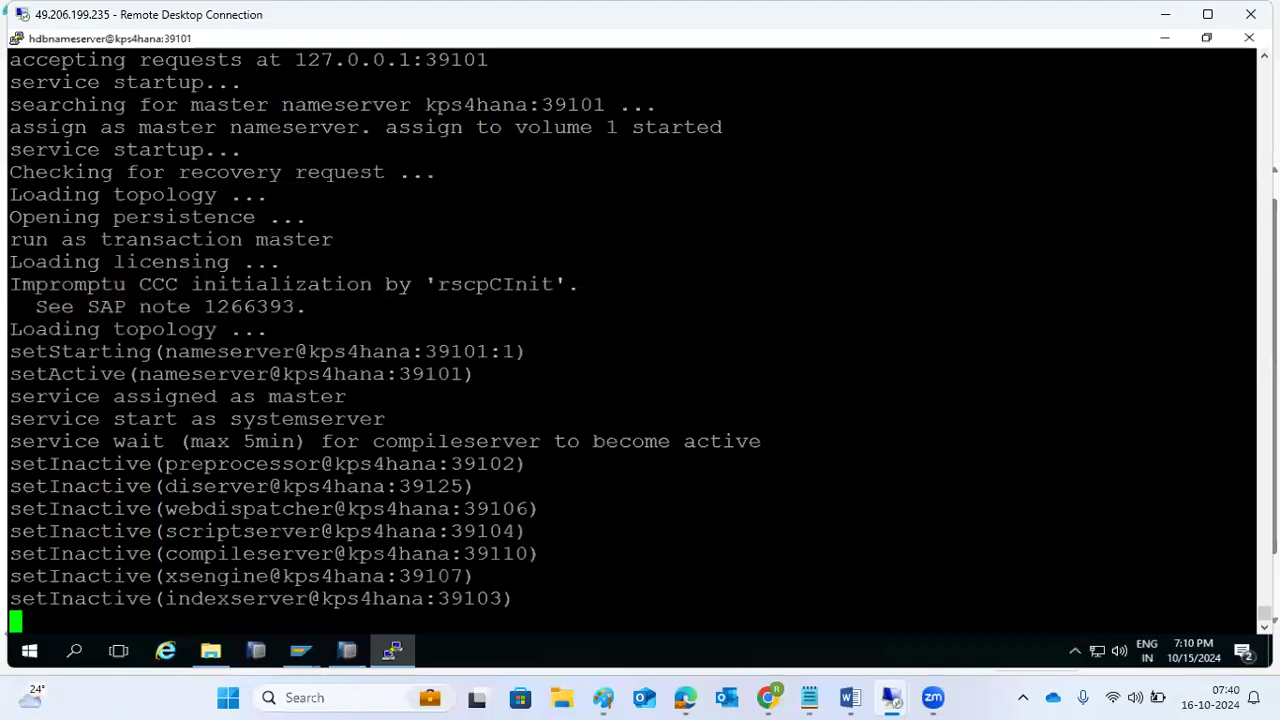 49.206.199.235 - Remote Desktop Connection
hdbnameserver@kps4hana:39101
accepting requests at 127.0.0.1:39101
service startup...
searching for master nameserver kps4hana:39101 ...
assign as master nameserver. assign to volume 1 started
service startup...
Checking for recovery request ...
Loading topology ...
Opening persistence ...
run as transaction master
Loading licensing ...
Impromptu CCC initialization by 'rscpCInit'.
See SAP note 1266393.
Loading topology ...
setStarting(nameserver@kps4hana:39101:1)
setActive(nameserver@kps4hana:39101)
service assigned as master
service start as systemserver
service wait (max 5min) for compileserver to become active
setInactive(preprocessor@kps4hana:39102)
setInactive(diserver@kps4hana:39125)
setInactive(webdispatcher@kps4hana:39106)
setInactive(scriptserver@kps4hana:39104)
setInactive(compileserver@kps4hana:39110)
setInactive(xsengine@kps4hana:39107)
setInactive(indexserver@kps4hana:39103)
ENG
IN
7:10 PM
10/15/2024
2
24°
Search
R
zm
07:40
16-10-2024